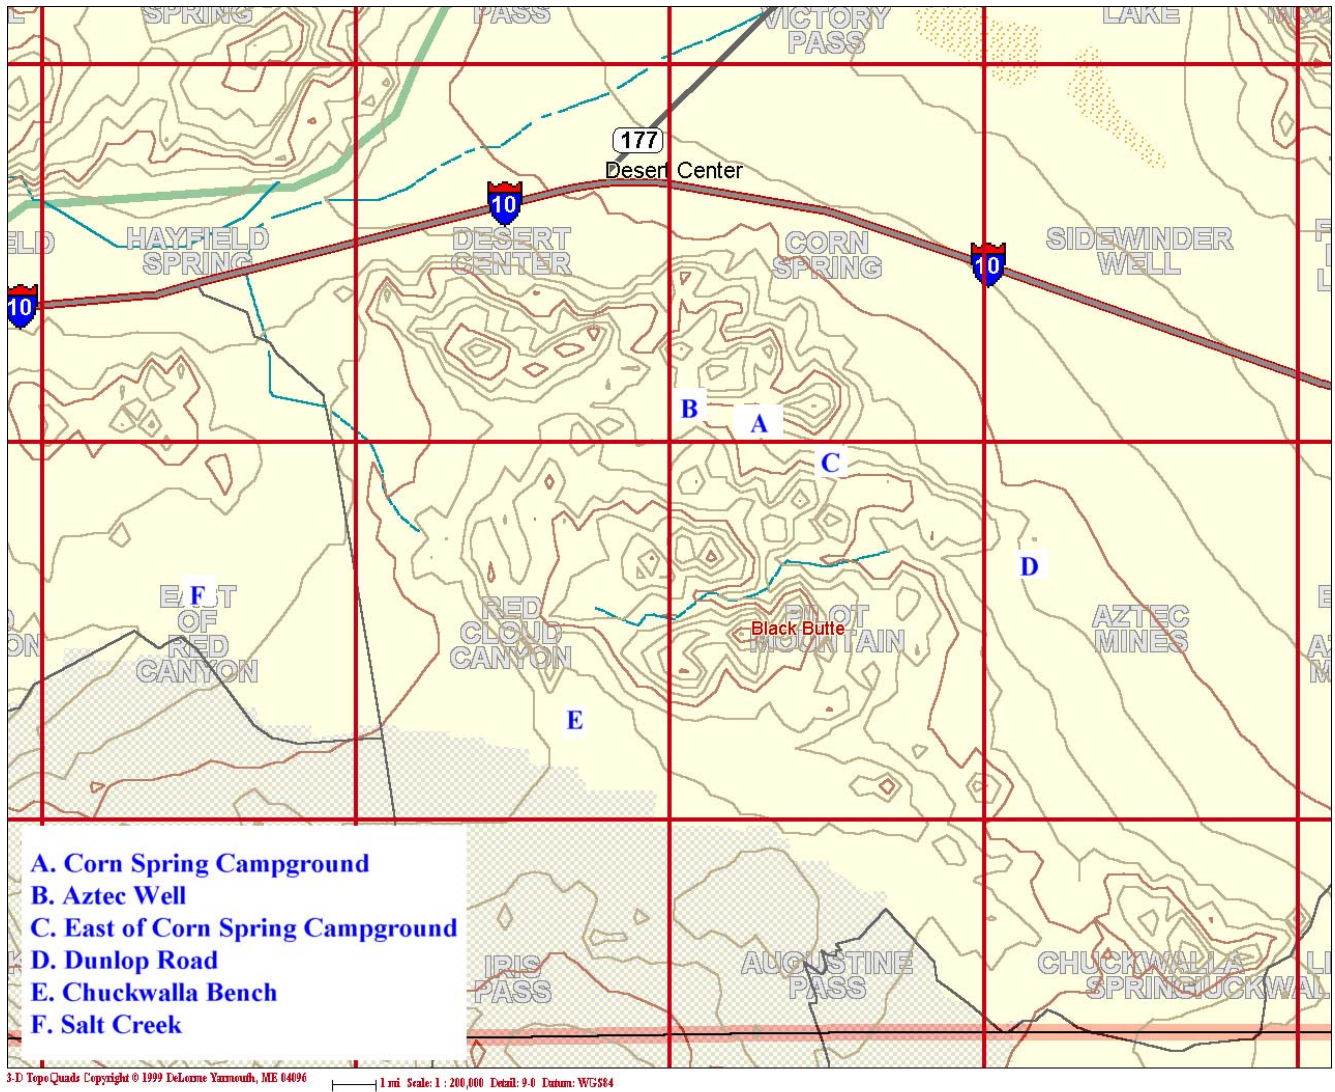 SPRING
PASS
VICTORY
PASS
LAKE
177
Desert Center
10
HAYFIELD
SPRING
DESERT
CENTER
CORN
SPRING
SIDEWINDER
WELL
10
10
B
A
C
D
F
EAST
OF
RED
CANYON
RED
CLOUD
CANYON
PILOT
MOUNTAIN
Black Butte
AZTEC
MINES
E
A. Corn Spring Campground
B. Aztec Well
C. East of Corn Spring Campground
D. Dunlop Road
E. Chuckwalla Bench
F. Salt Creek
IRIS
PASS
AUGUSTINE
PASS
CHUCKWALLA
SPRING
3-D TopoQuads Copyright © 1999 DeLorme Yarmouth, ME 04096
1 mi Scale: 1 : 200,000 Detail: 9-0 Datum: WGS84